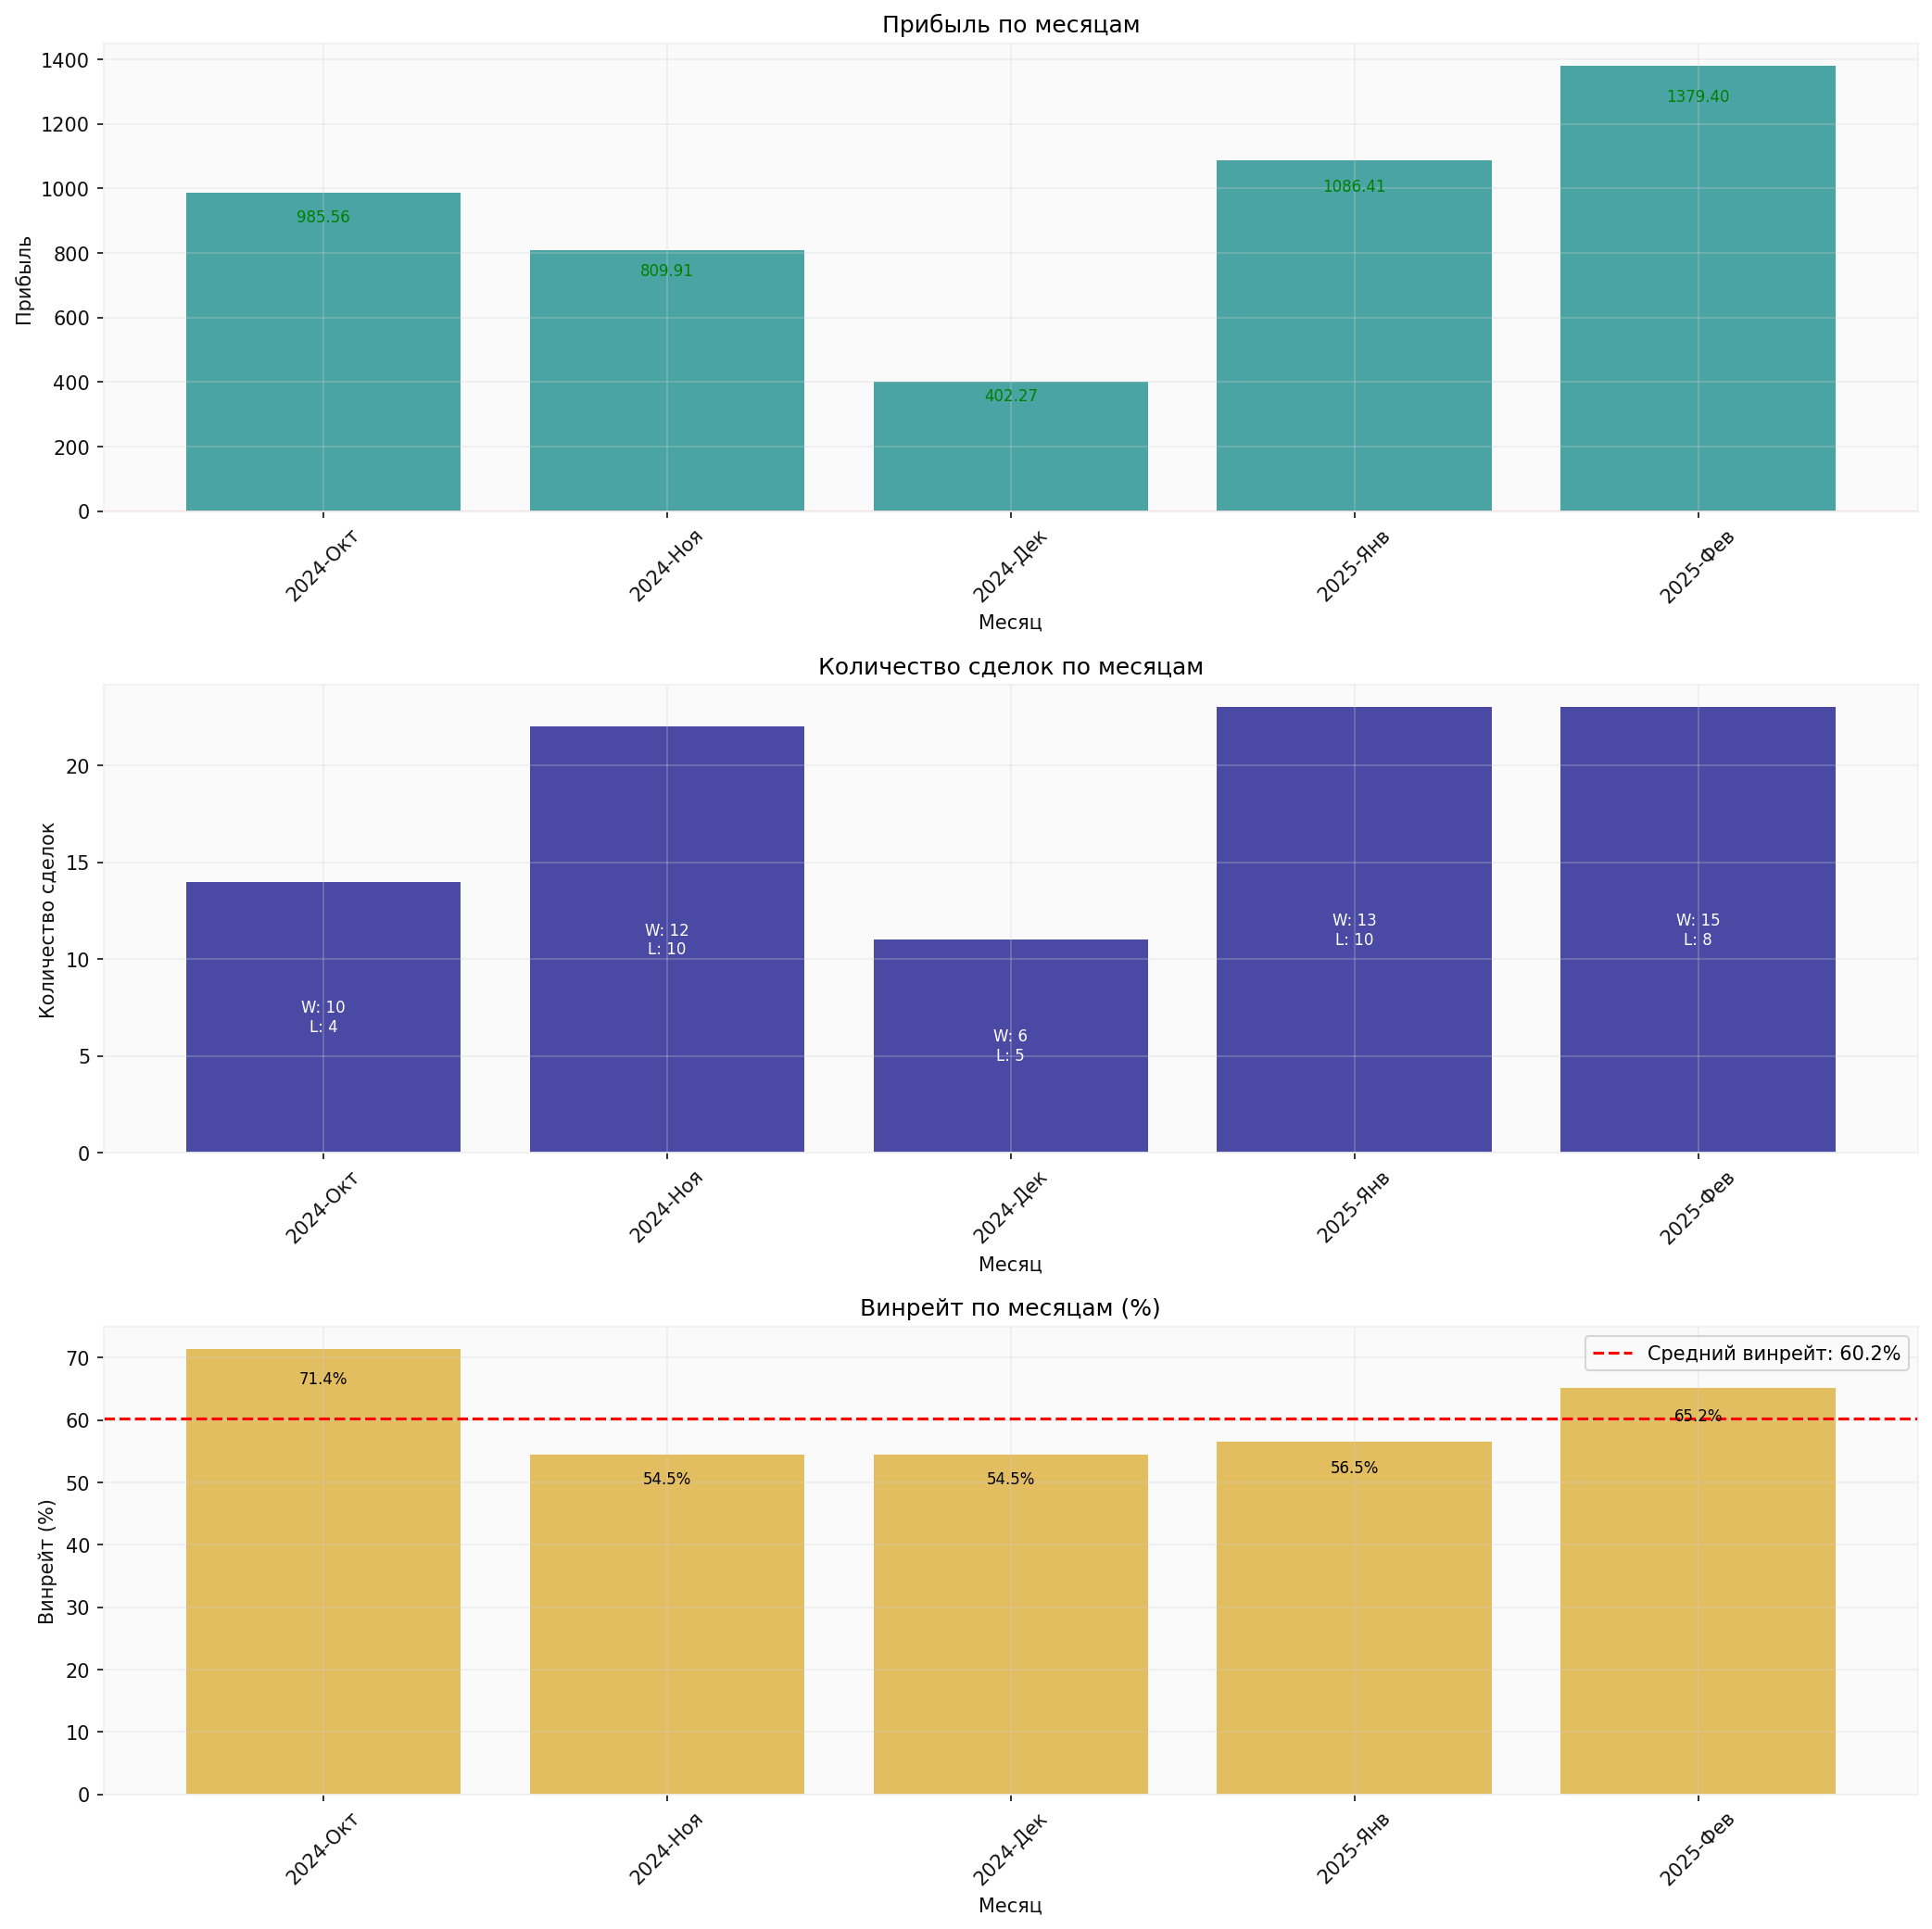 Прибыль по месяцам
Прибыль
1400
1200
1000
800
600
400
200
0
985.56
809.91
402.27
1086.41
1379.40
2024-Окт
2024-Ноя
2024-Дек
2025-Янв
2025-Фев
Месяц
Количество сделок по месяцам
Количество сделок
20
15
10
5
0
W: 10
L: 4
W: 12
L: 10
W: 6
L: 5
W: 13
L: 10
W: 15
L: 8
2024-Окт
2024-Ноя
2024-Дек
2025-Янв
2025-Фев
Месяц
Винрейт по месяцам (%)
Винрейт (%)
70
60
50
40
30
20
10
0
Средний винрейт: 60.2%
71.4%
54.5%
54.5%
56.5%
65.2%
2024-Окт
2024-Ноя
2024-Дек
2025-Янв
2025-Фев
Месяц